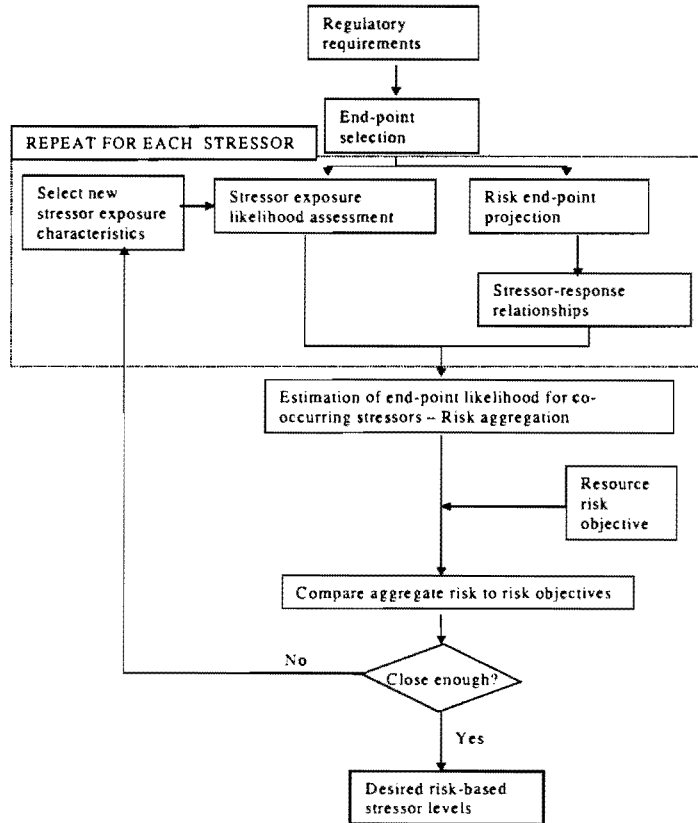 Regulatory
requirements
End-point
selection
REPEAT FOR EACH STRESSOR
Select new
stressor exposure
characteristics
Stressor exposure
likelihood assessment
Risk end-point
projection
Stressor-response
relationships
Estimation of end-point likelihood for co-
occurring stressors – Risk aggregation
Resource
risk
objective
Compare aggregate risk to risk objectives
No
Close enough?
Yes
Desired risk-based
stressor levels